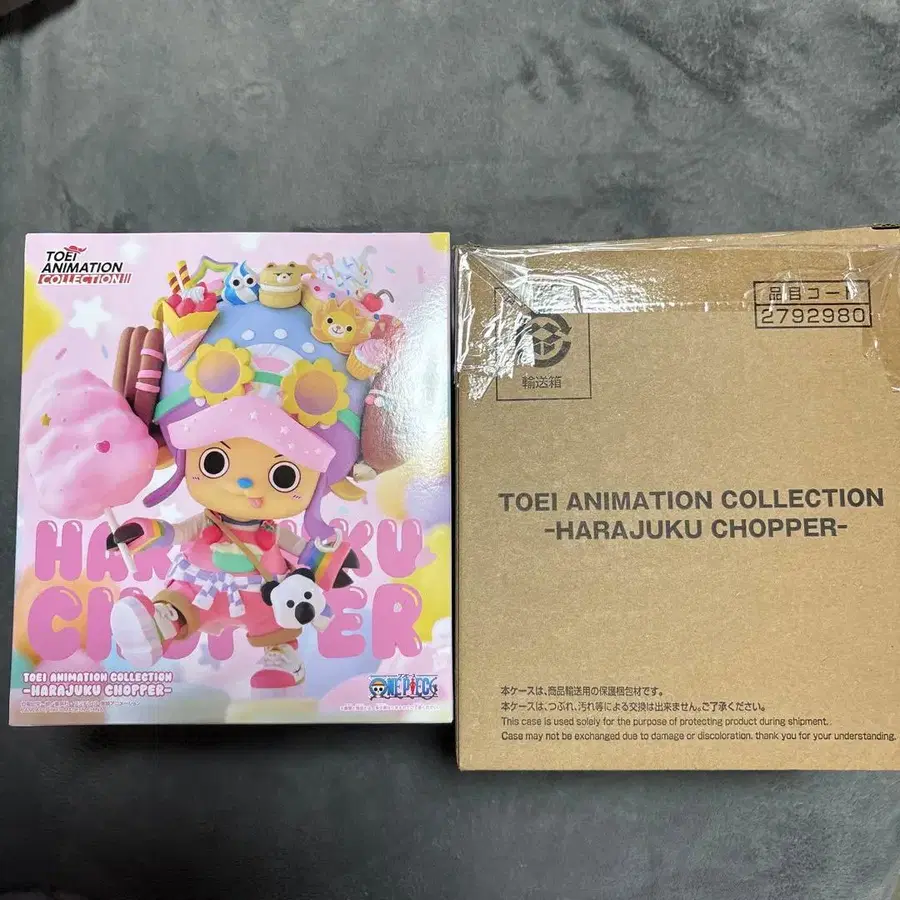 TOEI
ANIMATION
COLLECTION
HARAJUKU
CHOPPER
TOEI ANIMATION COLLECTION
-HARAJUKU CHOPPER-
ワンピース
ONE PIECE
品目コード
2792980
輸送箱
TOEI ANIMATION COLLECTION
-HARAJUKU CHOPPER-
本ケースは、商品輸送用の保護梱包材です。
本ケースは、つぶれ、汚れ等による交換は出来ません。ご了承ください。
This case is used solely for the purpose of protecting product during shipment.
Case may not be exchanged due to damage or discoloration. thank you for your understanding.